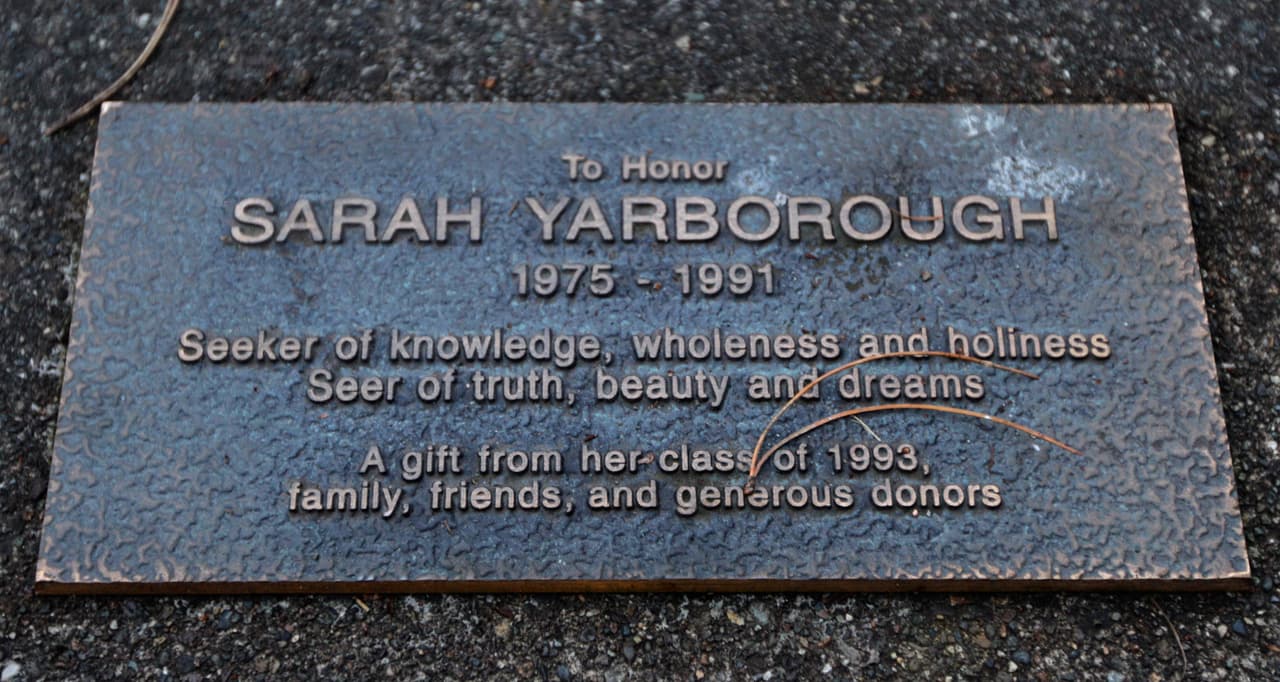 To Honor
SARAH YARBOROUGH
1975 - 1991
Seeker of knowledge, wholeness and holiness
Seer of truth, beauty and dreams
A gift from her class of 1993,
family, friends, and generous donors